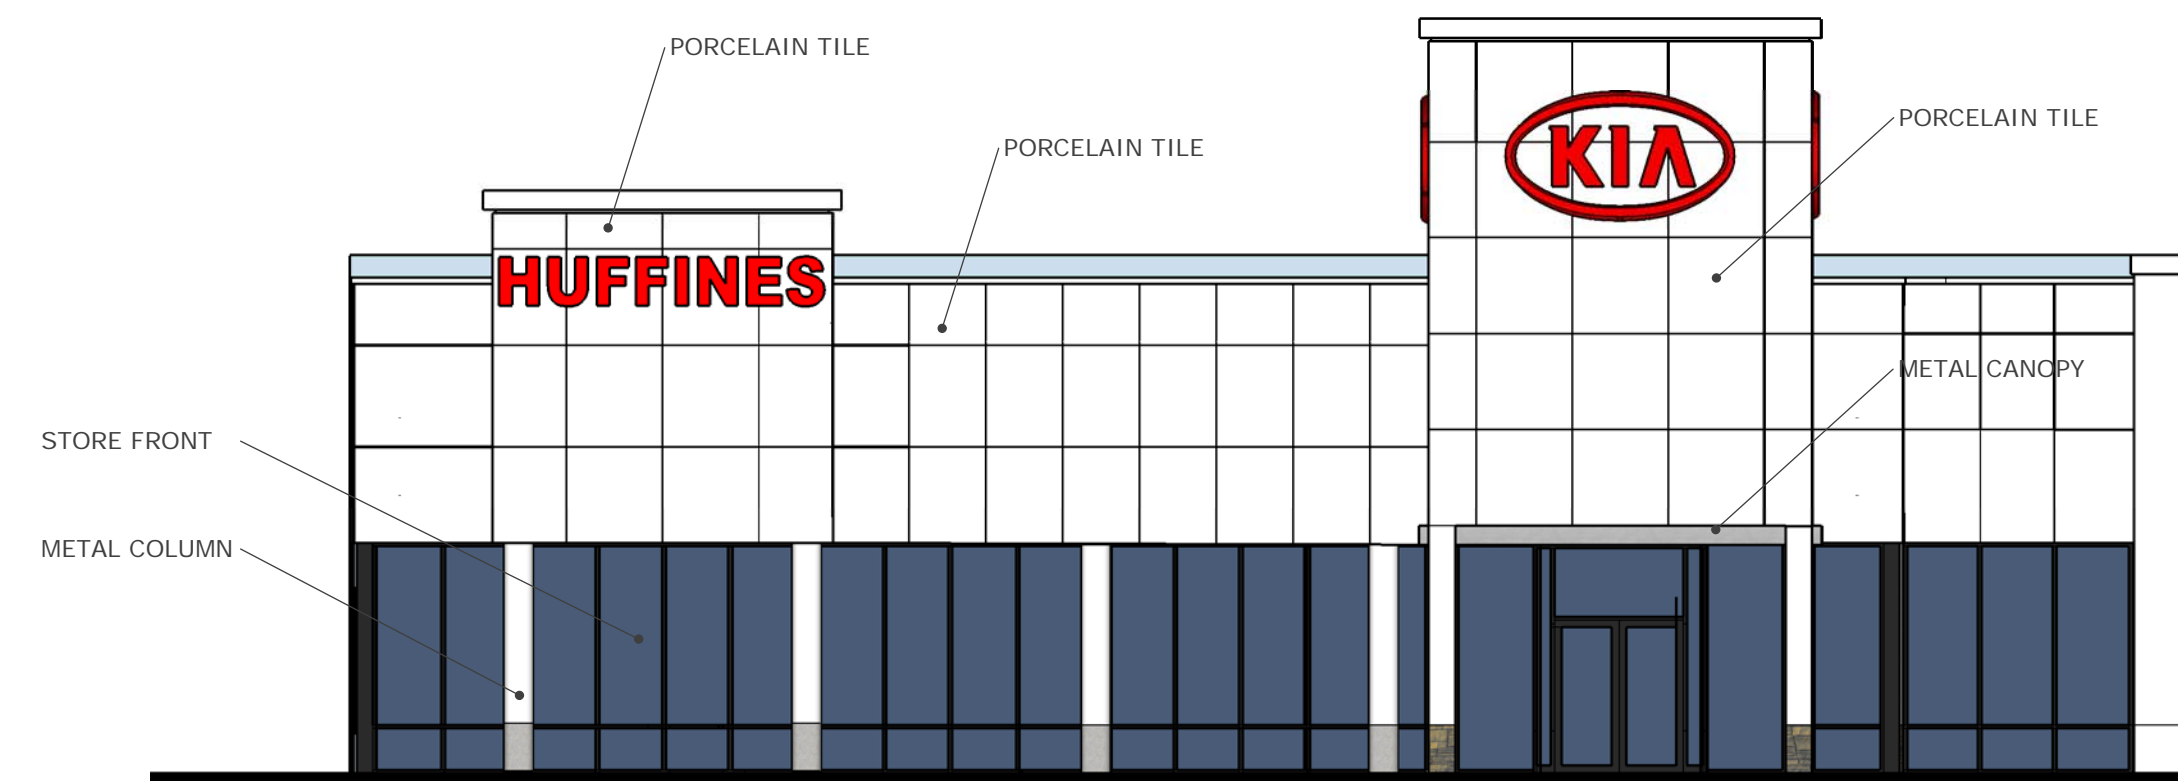 PORCELAIN TILE
PORCELAIN TILE
PORCELAIN TILE
KIA
HUFFINES
METAL CANOPY
STORE FRONT
METAL COLUMN